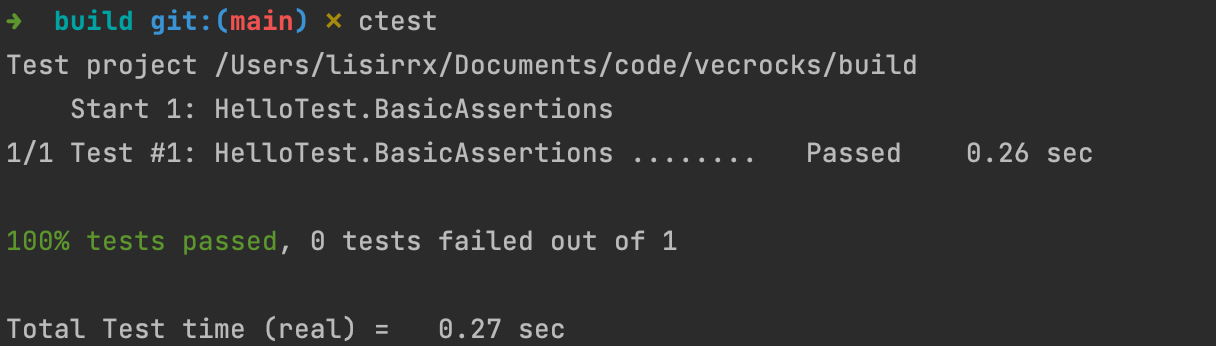 ➜  build git:(main) ✗ ctest
Test project /Users/lisirrx/Documents/code/vecrocks/build
    Start 1: HelloTest.BasicAssertions
1/1 Test #1: HelloTest.BasicAssertions ........   Passed    0.26 sec
100% tests passed, 0 tests failed out of 1
Total Test time (real) =   0.27 sec